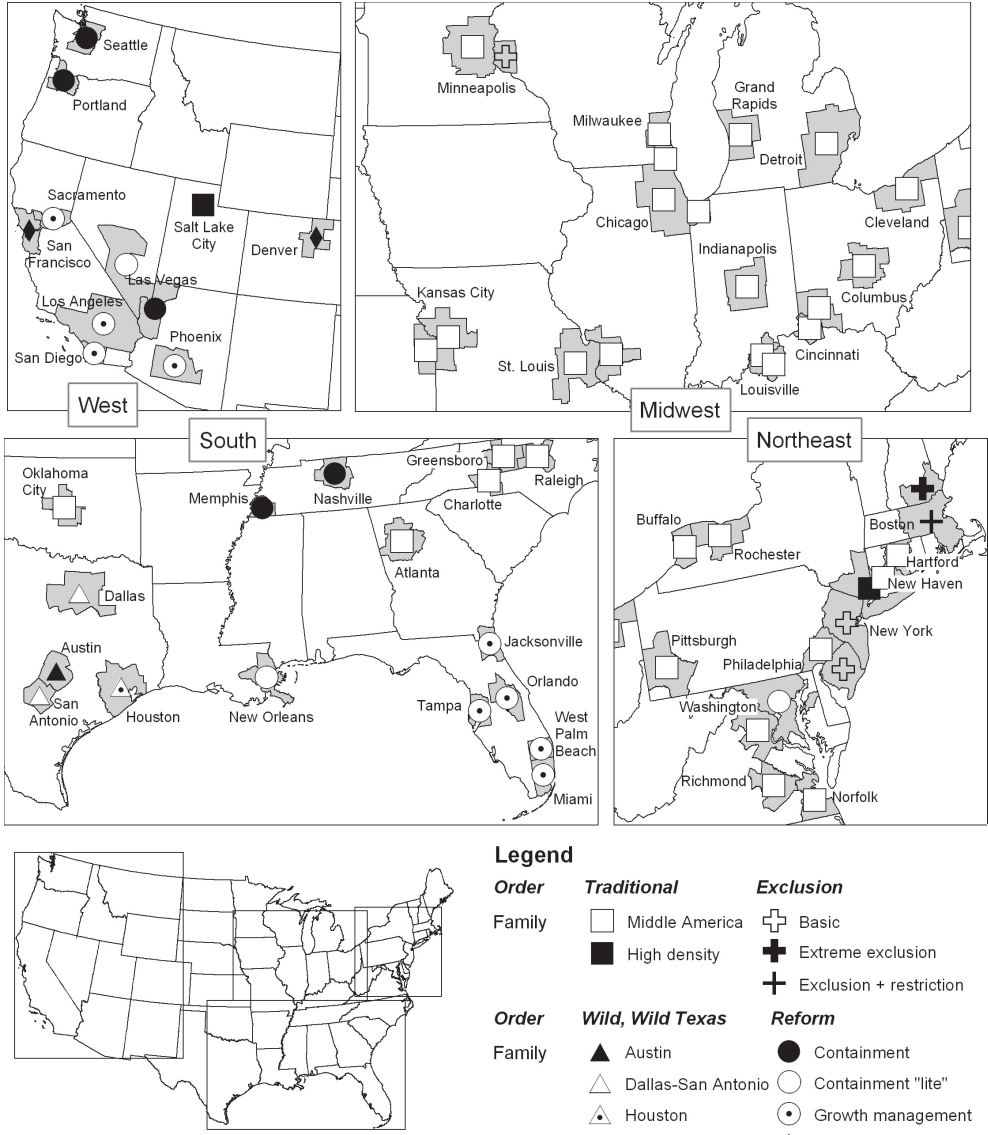 Seattle
Portland
Sacramento
San
Francisco
Salt Lake
City
Denver
Las Vegas
Los Angeles
Phoenix
San Diego
West
Minneapolis
Milwaukee
Grand
Rapids
Detroit
Chicago
Cleveland
Indianapolis
Columbus
Kansas City
St. Louis
Cincinnati
Louisville
Midwest
South
Oklahoma
City
Memphis
Nashville
Greensboro
Charlotte
Raleigh
Atlanta
Dallas
Austin
San
Antonio
Houston
New Orleans
Jacksonville
Orlando
Tampa
West
Palm
Beach
Miami
Northeast
Buffalo
Rochester
Boston
Hartford
New Haven
New York
Pittsburgh
Philadelphia
Washington
Richmond
Norfolk
Legend
Order Traditional Exclusion
Family Middle America Basic
High density Extreme exclusion
Exclusion + restriction
Order Wild, Wild Texas Reform
Family Austin Containment
Dallas-San Antonio Containment "lite"
Houston Growth management